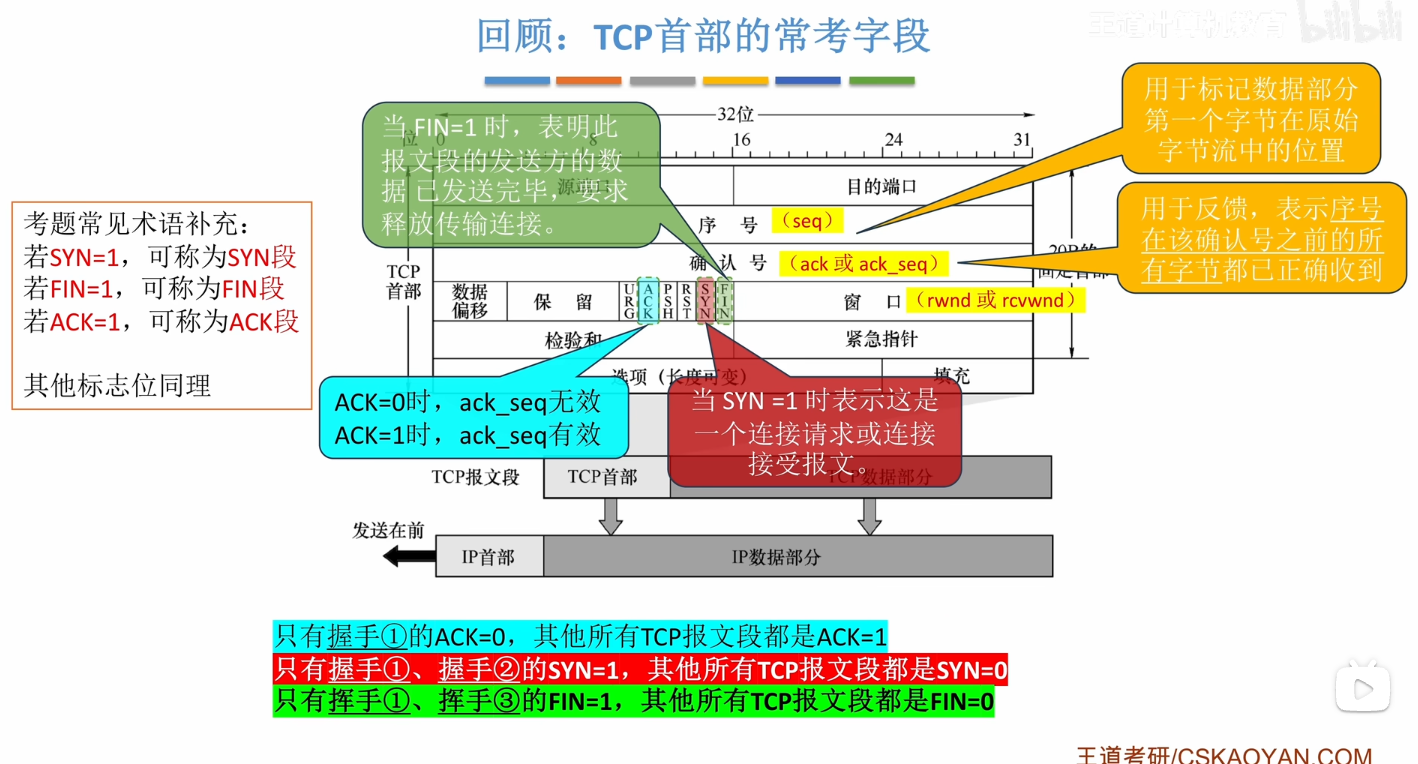 回顾：TCP首部的常考字段
王道计算机教育
bilibili
32位
位 0 8 16 24 31
当 FIN=1 时，表明此
报文段的发送方的数
据已发送完毕，要求
释放传输连接。
用于标记数据部分
第一个字节在原始
字节流中的位置
用于反馈，表示序号
在该确认号之前的所
有字节都已正确收到
考题常见术语补充：
若SYN=1，可称为SYN段
若FIN=1，可称为FIN段
若ACK=1，可称为ACK段
其他标志位同理
TCP
首部
源端口
目的端口
序 号 （seq）
确 认 号 （ack 或 ack_seq）
20B的
数据
偏移
保 留
URG
ACK
PSH
RST
SYN
FIN
窗 口 （rwnd 或 rcvwnd）
检验和
紧急指针
选项（长度可变）
填充
ACK=0时，ack_seq无效
ACK=1时，ack_seq有效
当 SYN =1 时表示这是
一个连接请求或连接
接受报文。
TCP报文段
TCP首部
TCP数据部分
发送在前
IP首部
IP数据部分
只有握手①的ACK=0，其他所有TCP报文段都是ACK=1
只有握手①、握手②的SYN=1，其他所有TCP报文段都是SYN=0
只有挥手①、挥手③的FIN=1，其他所有TCP报文段都是FIN=0
王道考研/CSKAOYAN.COM